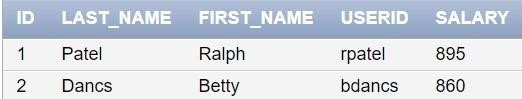 ID LAST_NAME FIRST_NAME USERID SALARY
1 Patel Ralph rpatel 895
2 Dancs Betty bdancs 860